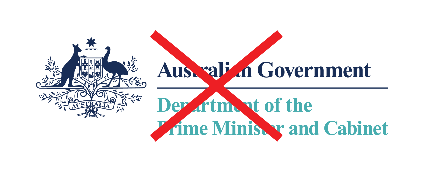 Australian Government
Department of the
Prime Minister and Cabinet